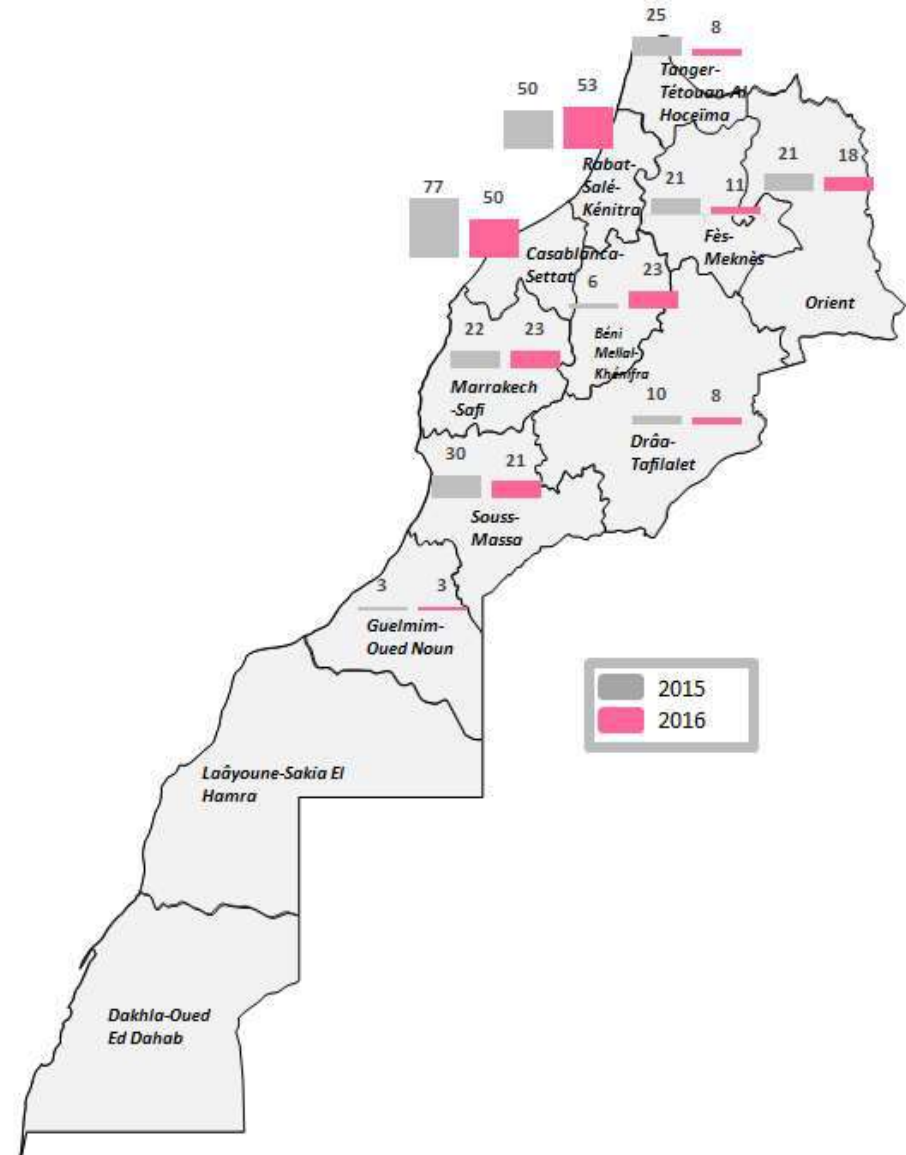 25 8
Tanger-
Tétouan-Al
Hoceïma
50 53
Rabat-
Salé-
Kénitra
21 18
21 11
Fès-
Meknès
Orient
77 50
Casablanca-
Settat
6 23
Béni
Mellal-
Khénifra
22 23
Marrakech
-Safi
10 8
Drâa-
Tafilalet
30 21
Souss-
Massa
3 3
Guelmim-
Oued Noun
2015
2016
Laâyoune-Sakia El
Hamra
Dakhla-Oued
Ed Dahab